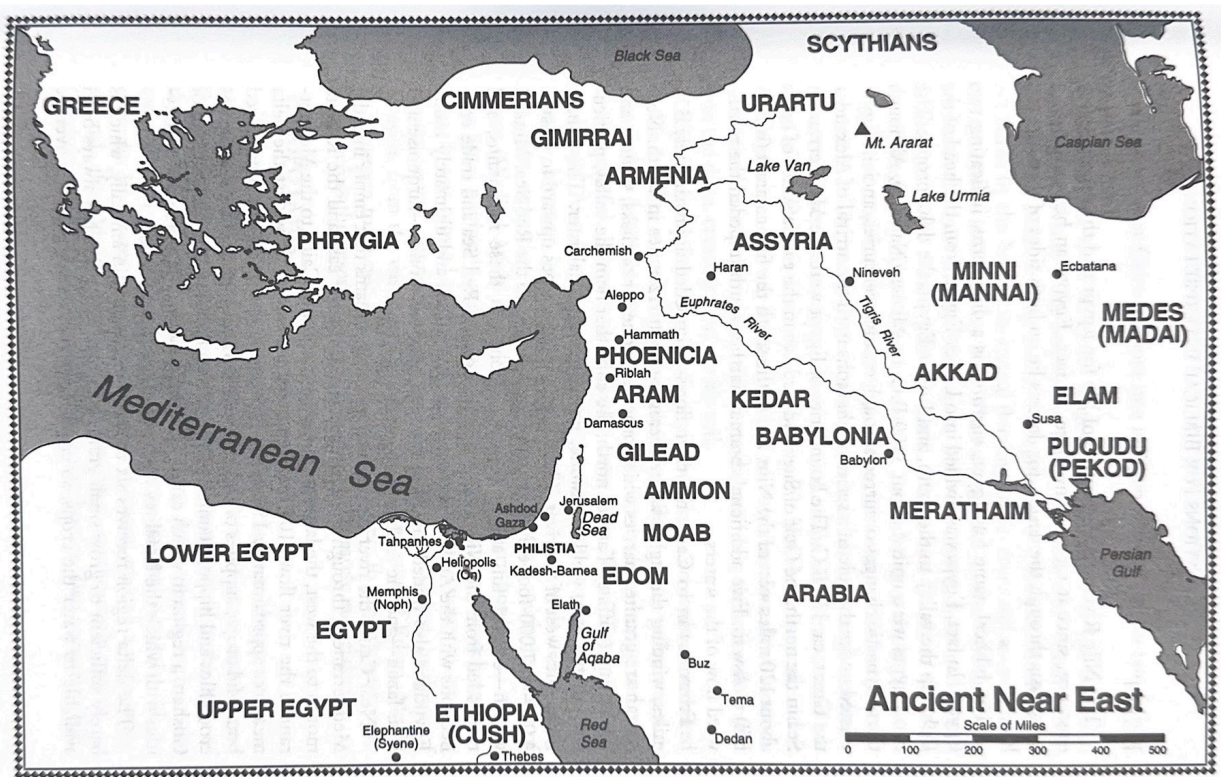 Black Sea
SCYTHIANS
GREECE
CIMMERIANS
URARTU
GIMIRRAI
Mt. Ararat
Caspian Sea
ARMENIA
Lake Van
Lake Urmia
PHRYGIA
ASSYRIA
Carchemish
Haran
Nineveh
MINNI
(MANNAI)
Ecbatana
Aleppo
Euphrates
River
Tigris River
MEDES
(MADAI)
Hammath
PHOENICIA
Riblah
ARAM
AKKAD
KEDAR
ELAM
Damascus
Susa
Mediterranean Sea
GILEAD
BABYLONIA
Babylon
PUQUDU
(PEKOD)
AMMON
Jerusalem
Ashdod
Gaza
Dead
Sea
MERATHAIM
MOAB
LOWER EGYPT
Tahpanhes
PHILISTIA
Kadesh-Barnea
Heliopolis
(On)
EDOM
Persian
Gulf
Memphis
(Noph)
ARABIA
Elath
EGYPT
Gulf
of
Aqaba
Buz
Tema
Ancient Near East
UPPER EGYPT
ETHIOPIA
(CUSH)
Red
Sea
Dedan
Scale of Miles
Elephantine
(Syene)
Thebes
0 100 200 300 400 500